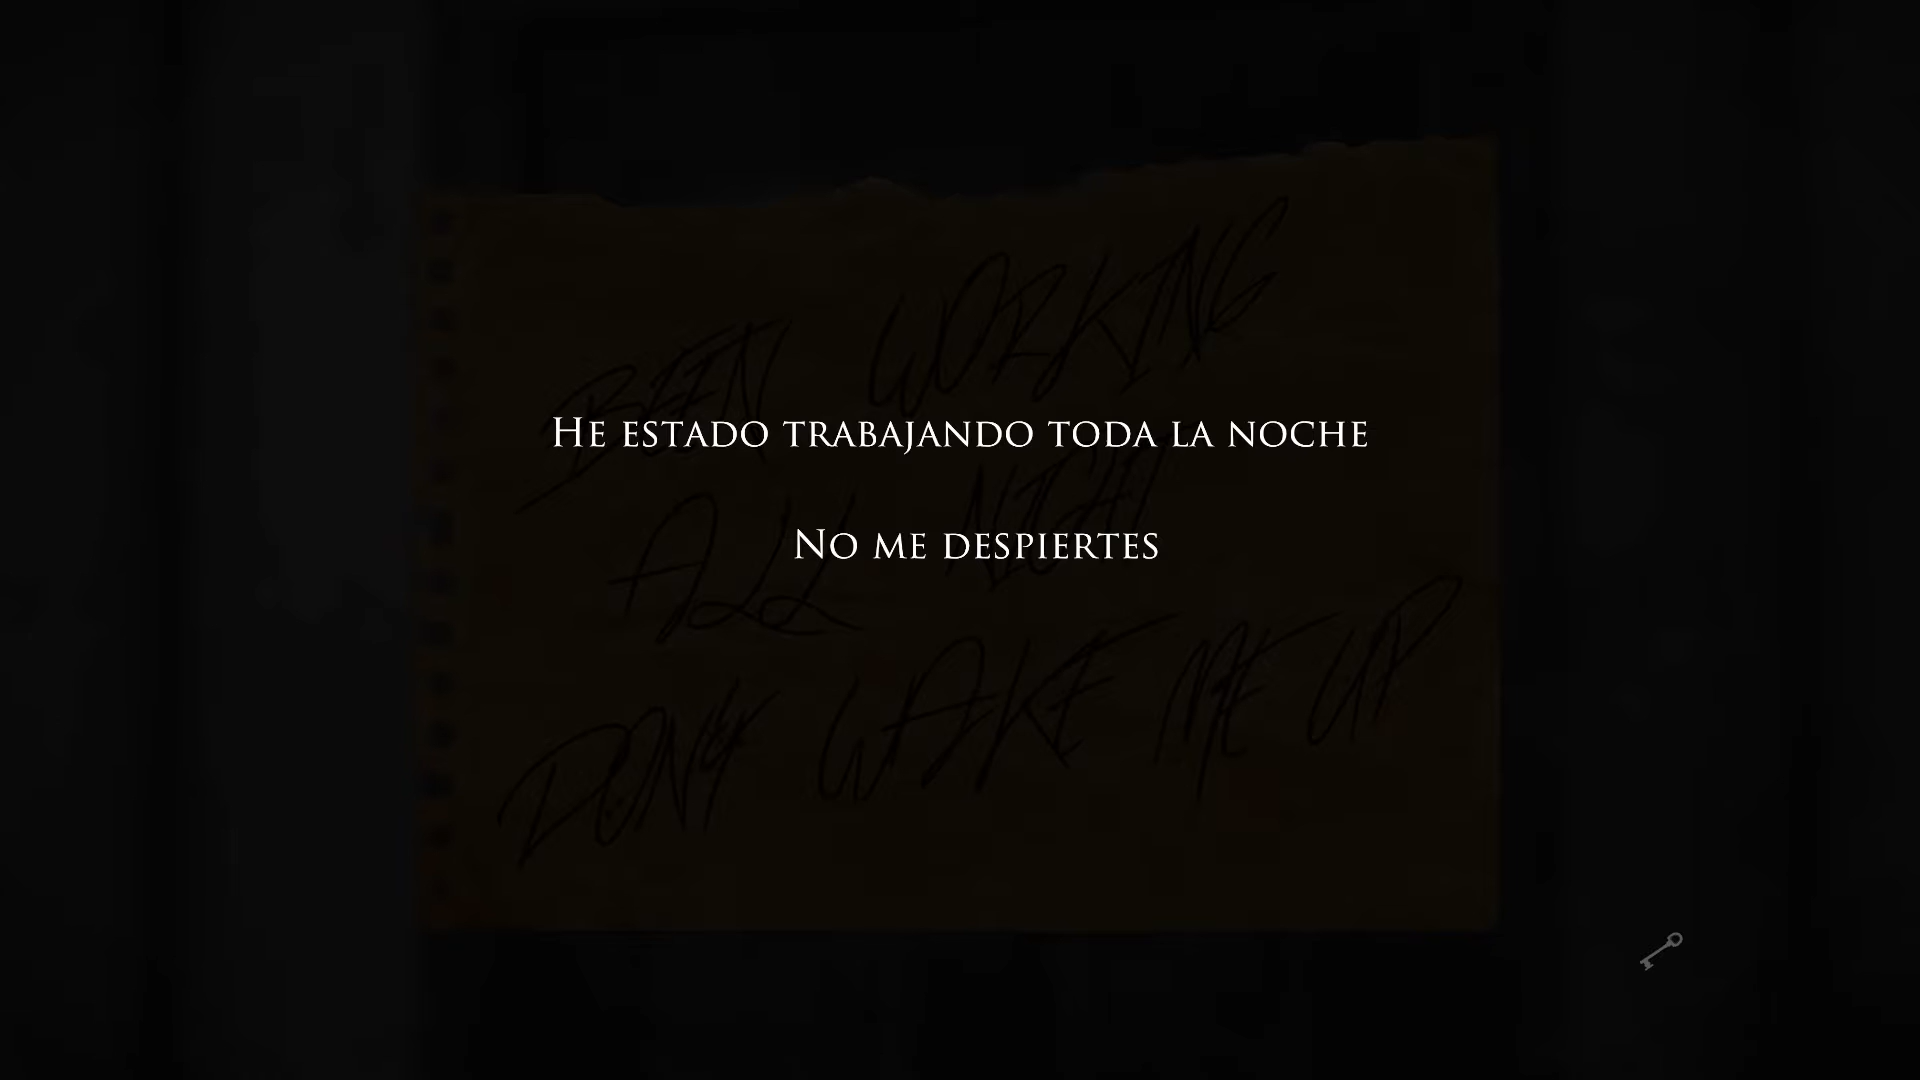 He estado trabajando toda la noche
No me despiertes
BEEN WORKING
ALL NIGHT
DON'T WAKE ME UP